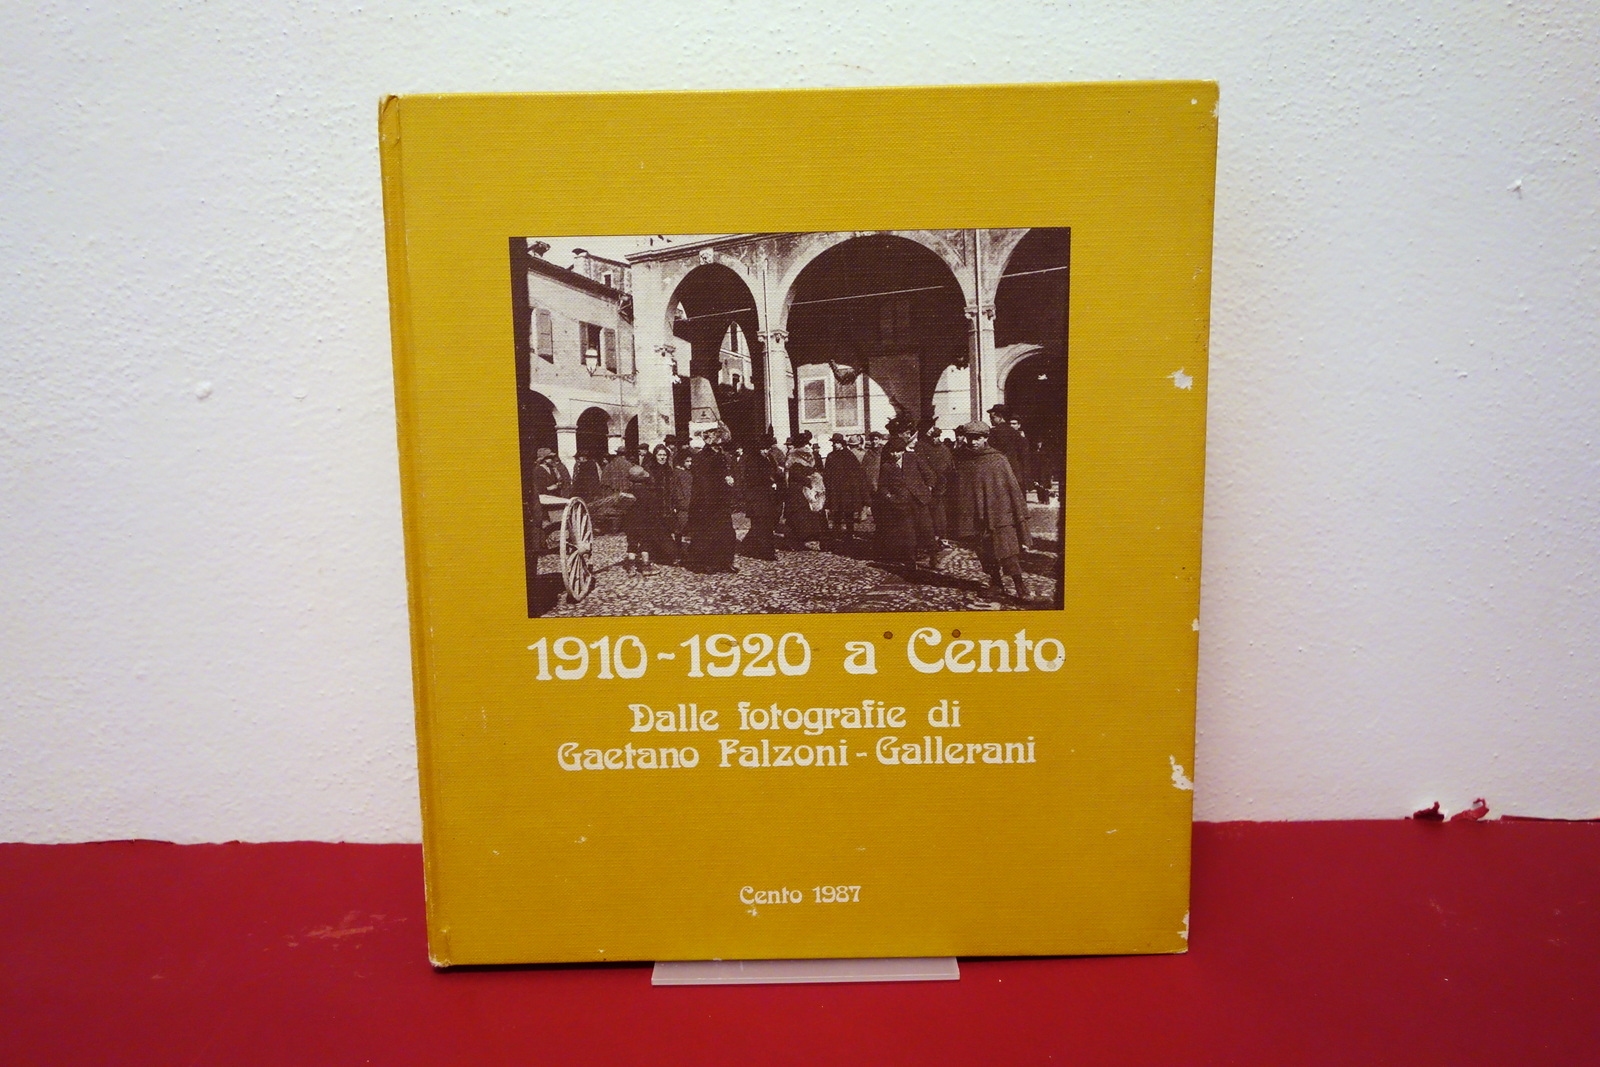 1910-1920 a Cento
Dalle fotografie di
Gaetano Falzoni-Gallerani
Cento 1987